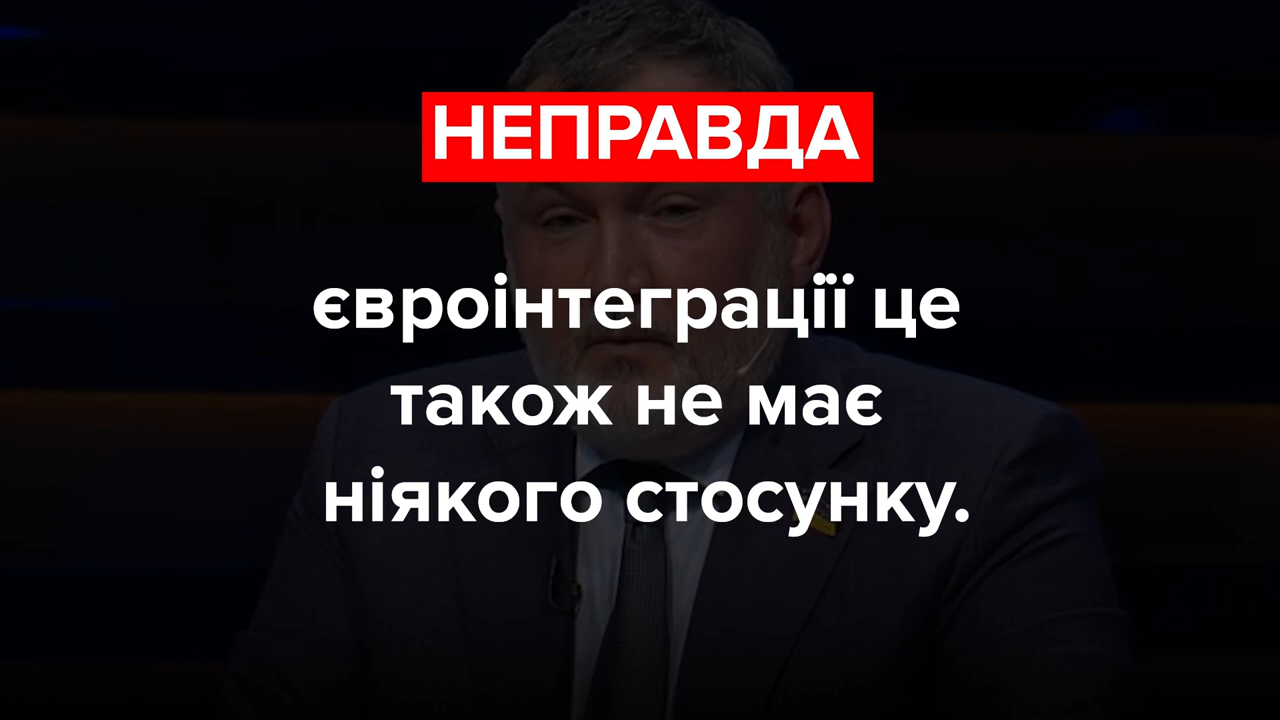 НЕПРАВДА
євроінтеграції це
також не має
ніякого стосунку.